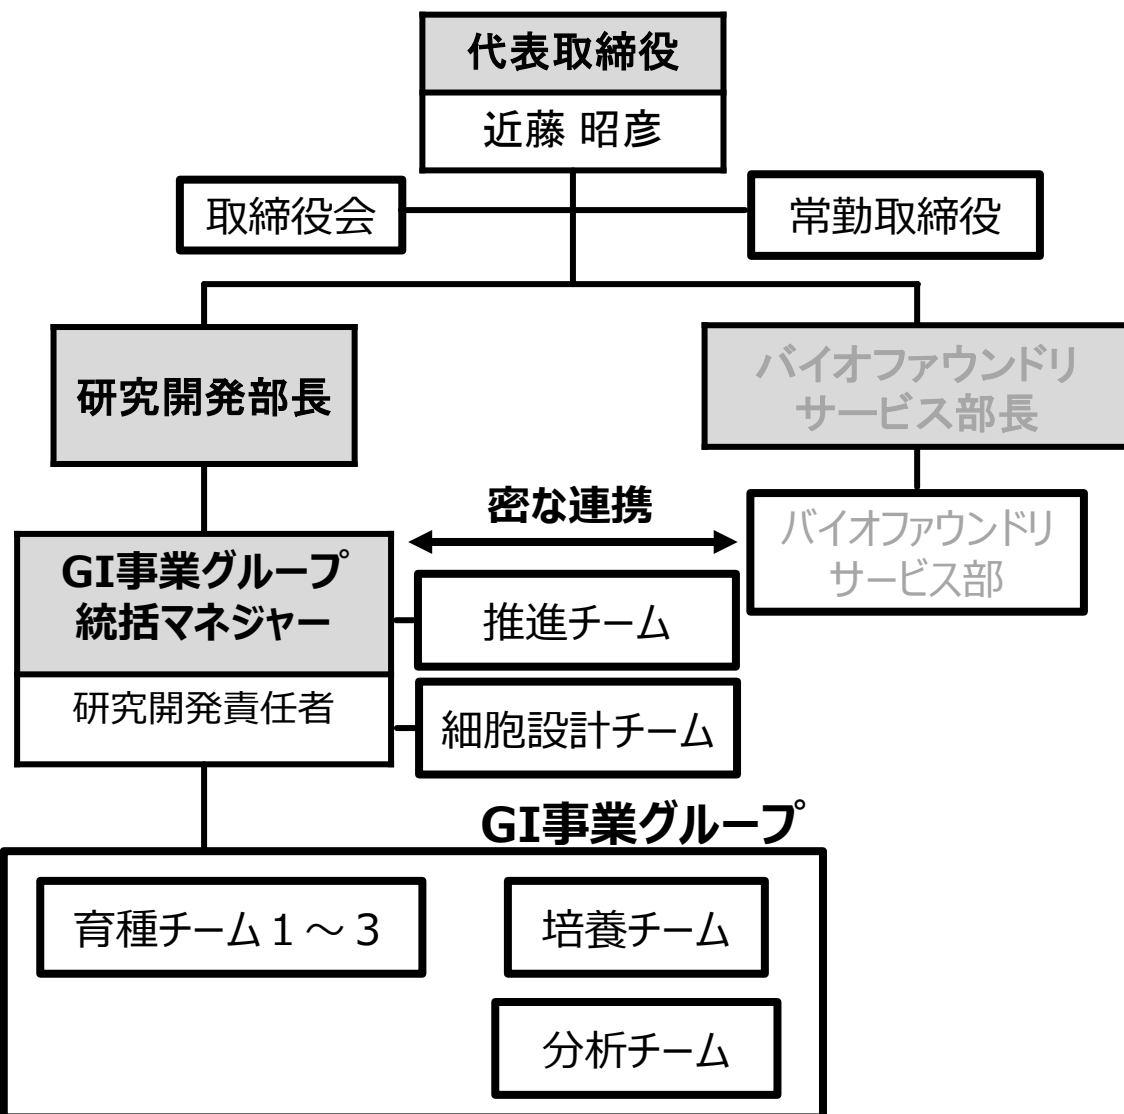 代表取締役
近藤 昭彦
取締役会
常勤取締役
研究開発部長
バイオファウンドリ
サービス部長
密な連携
バイオファウンドリ
サービス部
GI事業グループ
統括マネジャー
研究開発責任者
推進チーム
細胞設計チーム
GI事業グループ
育種チーム１～３
培養チーム
分析チーム